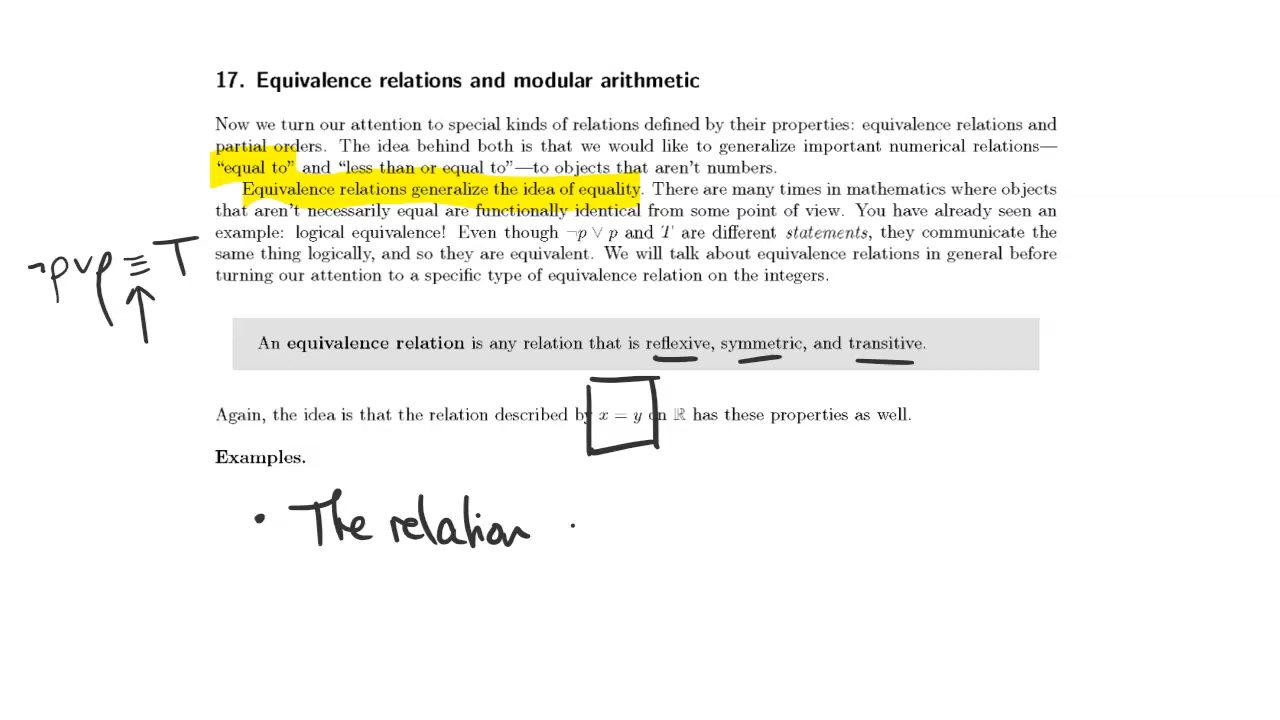 17. Equivalence relations and modular arithmetic
Now we turn our attention to special kinds of relations defined by their properties: equivalence relations and
partial orders. The idea behind both is that we would like to generalize important numerical relations—
“equal to” and “less than or equal to”—to objects that aren’t numbers.
Equivalence relations generalize the idea of equality. There are many times in mathematics where objects
that aren’t necessarily equal are functionally identical from some point of view. You have already seen an
example: logical equivalence! Even though ¬p ∨ p and T are different statements, they communicate the
same thing logically, and so they are equivalent. We will talk about equivalence relations in general before
turning our attention to a specific type of equivalence relation on the integers.
¬p∨p ≡ T
An equivalence relation is any relation that is reflexive, symmetric, and transitive.
Again, the idea is that the relation described by x = y on ℝ has these properties as well.
Examples.
• The relation